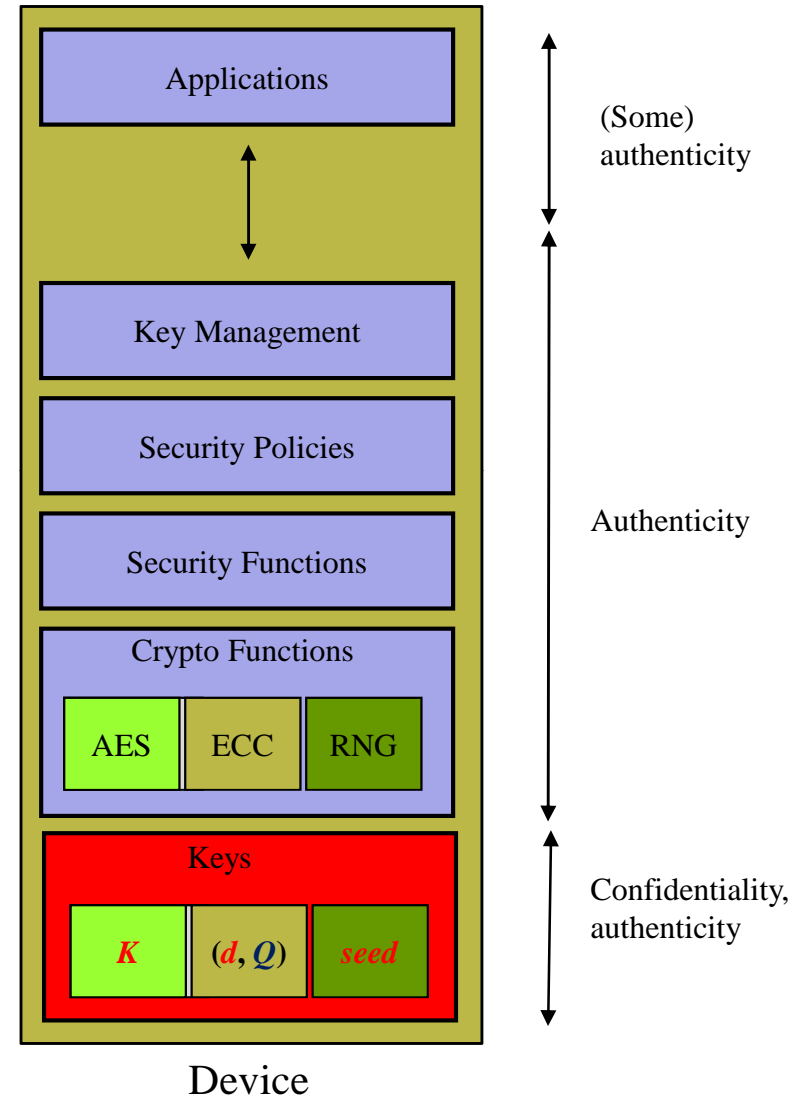 Applications
(Some)
authenticity
Key Management
Security Policies
Authenticity
Security Functions
Crypto Functions
AES ECC RNG
Keys
Confidentiality,
authenticity
K (d, Q) seed
Device